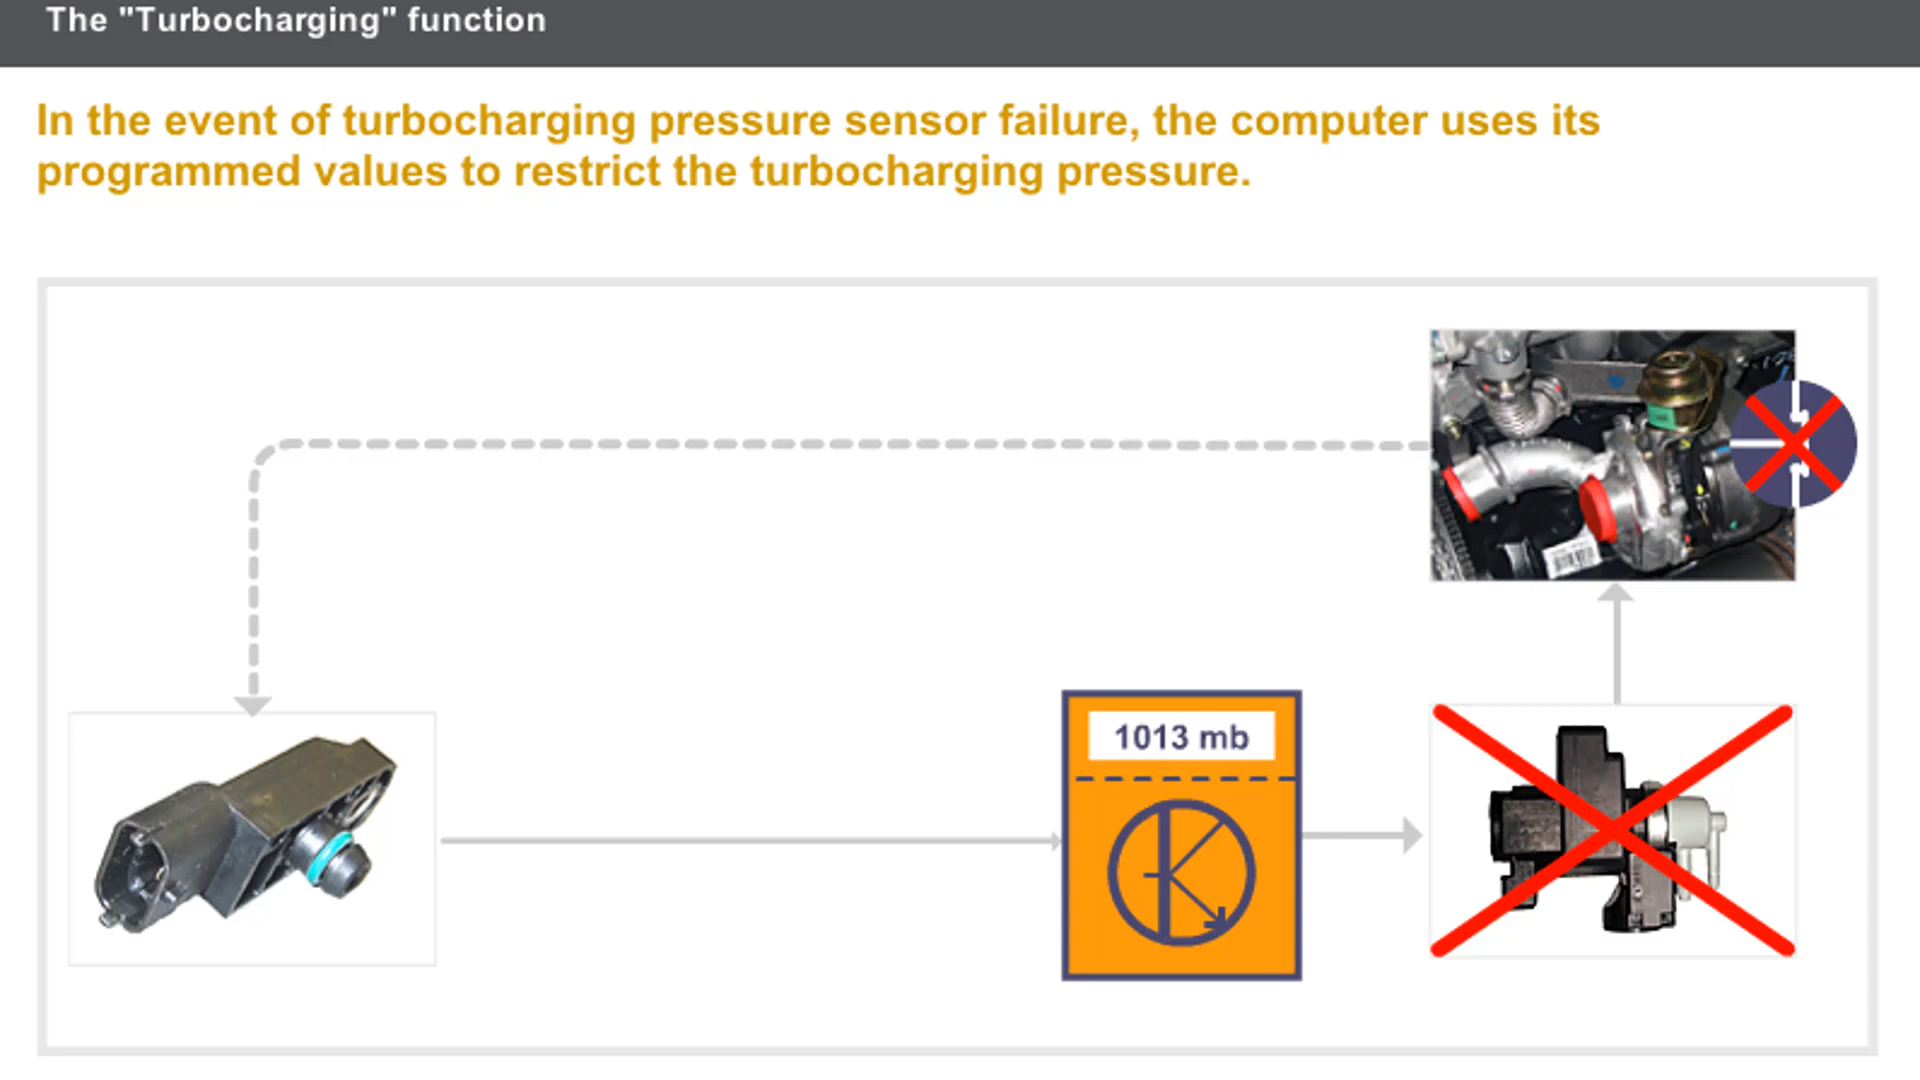 The "Turbocharging" function
In the event of turbocharging pressure sensor failure, the computer uses its
programmed values to restrict the turbocharging pressure.
1013 mb